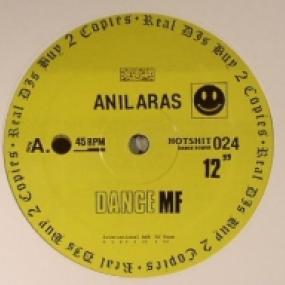 Real DJs Buy 2 Copies • Real DJs Buy 2 Copies •
ANIL ARAS
A. 45 RPM
HOTSHIT 024
12"
DANCE MF